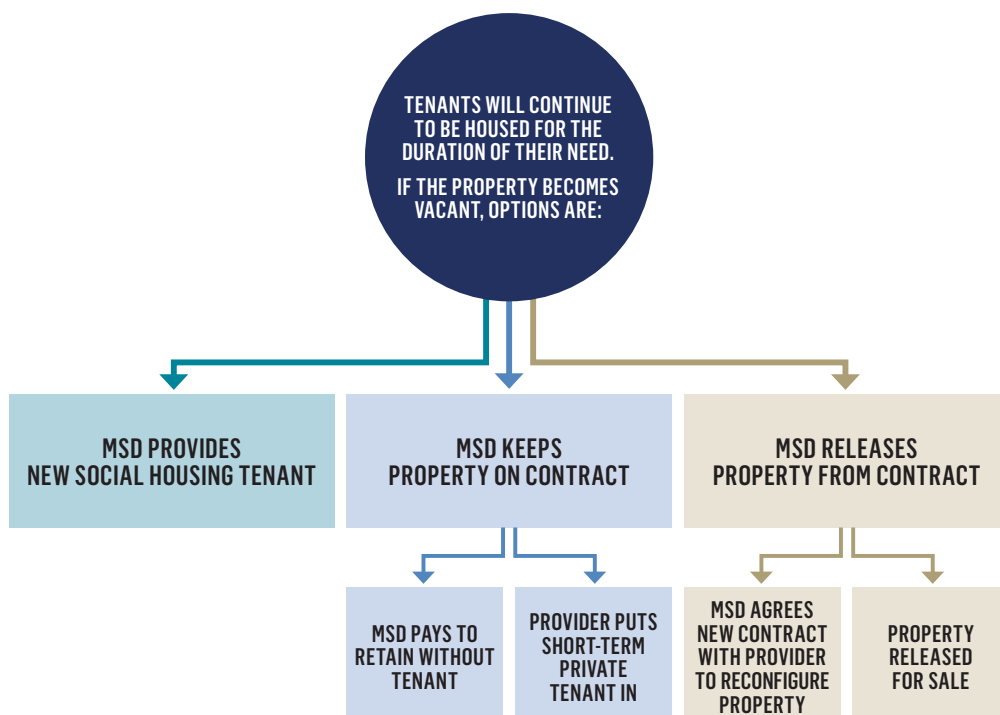 TENANTS WILL CONTINUE
TO BE HOUSED FOR THE
DURATION OF THEIR NEED.
IF THE PROPERTY BECOMES
VACANT, OPTIONS ARE:
MSD PROVIDES
NEW SOCIAL HOUSING TENANT
MSD KEEPS
PROPERTY ON CONTRACT
MSD RELEASES
PROPERTY FROM CONTRACT
MSD PAYS TO
RETAIN WITHOUT
TENANT
PROVIDER PUTS
SHORT-TERM
PRIVATE
TENANT IN
MSD AGREES
NEW CONTRACT
WITH PROVIDER
TO RECONFIGURE
PROPERTY
PROPERTY
RELEASED
FOR SALE